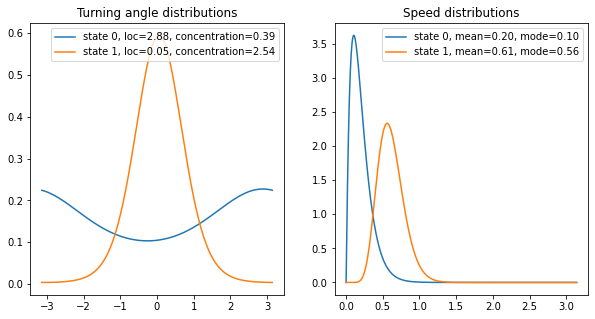 Turning angle distributions
state 0, loc=2.88, concentration=0.39
state 1, loc=0.05, concentration=2.54
0.6
0.5
0.4
0.3
0.2
0.1
0.0
−3 −2 −1 0 1 2 3
Speed distributions
state 0, mean=0.20, mode=0.10
state 1, mean=0.61, mode=0.56
3.5
3.0
2.5
2.0
1.5
1.0
0.5
0.0
0.0 0.5 1.0 1.5 2.0 2.5 3.0